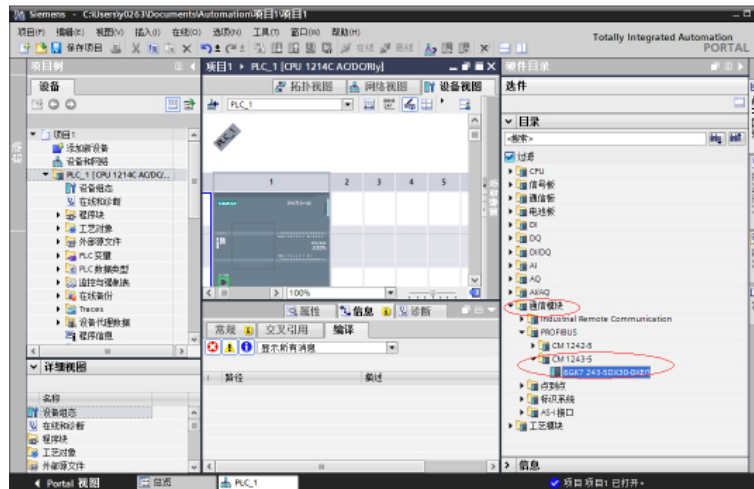 Siemens - C:\Users\y0263\Documents\Automation\项目1\项目1
项目(P) 编辑(E) 视图(V) 插入(I) 在线(O) 选项(N) 工具(T) 窗口(W) 帮助(H)
Totally Integrated Automation
PORTAL
保存项目
在线
离线
项目树
设备
项目1
添加新设备
设备和网络
PLC_1 [CPU 1214C AC/DC/...
设备组态
在线和诊断
程序块
工艺对象
外部源文件
PLC 变量
PLC 数据类型
监控与强制表
在线备份
Traces
设备代理数据
程序信息
详细视图
名称
设备组态
在线和诊断
程序块
工艺对象
外部源文件
项目1 ▸ PLC_1 [CPU 1214C AC/DC/Rly]
拓扑视图 网络视图 设备视图
PLC_1
PLC_1
1 2 3 4 5
SIEMENS
100%
属性 信息 诊断
常规 交叉引用 编译
显示所有消息
! 路径 描述
硬件目录
选件
目录
<搜索>
过滤
CPU
信号板
通信板
电池板
DI
DQ
DI/DQ
AI
AQ
AI/AQ
通信模块
Industrial Remote Communication
PROFIBUS
CM 1242-5
CM 1243-5
6GK7 243-5DX30-0XE0
点到点
标识系统
AS-i 接口
工艺模块
信息
Portal 视图 总览 PLC_1
项目 项目1 已打开。